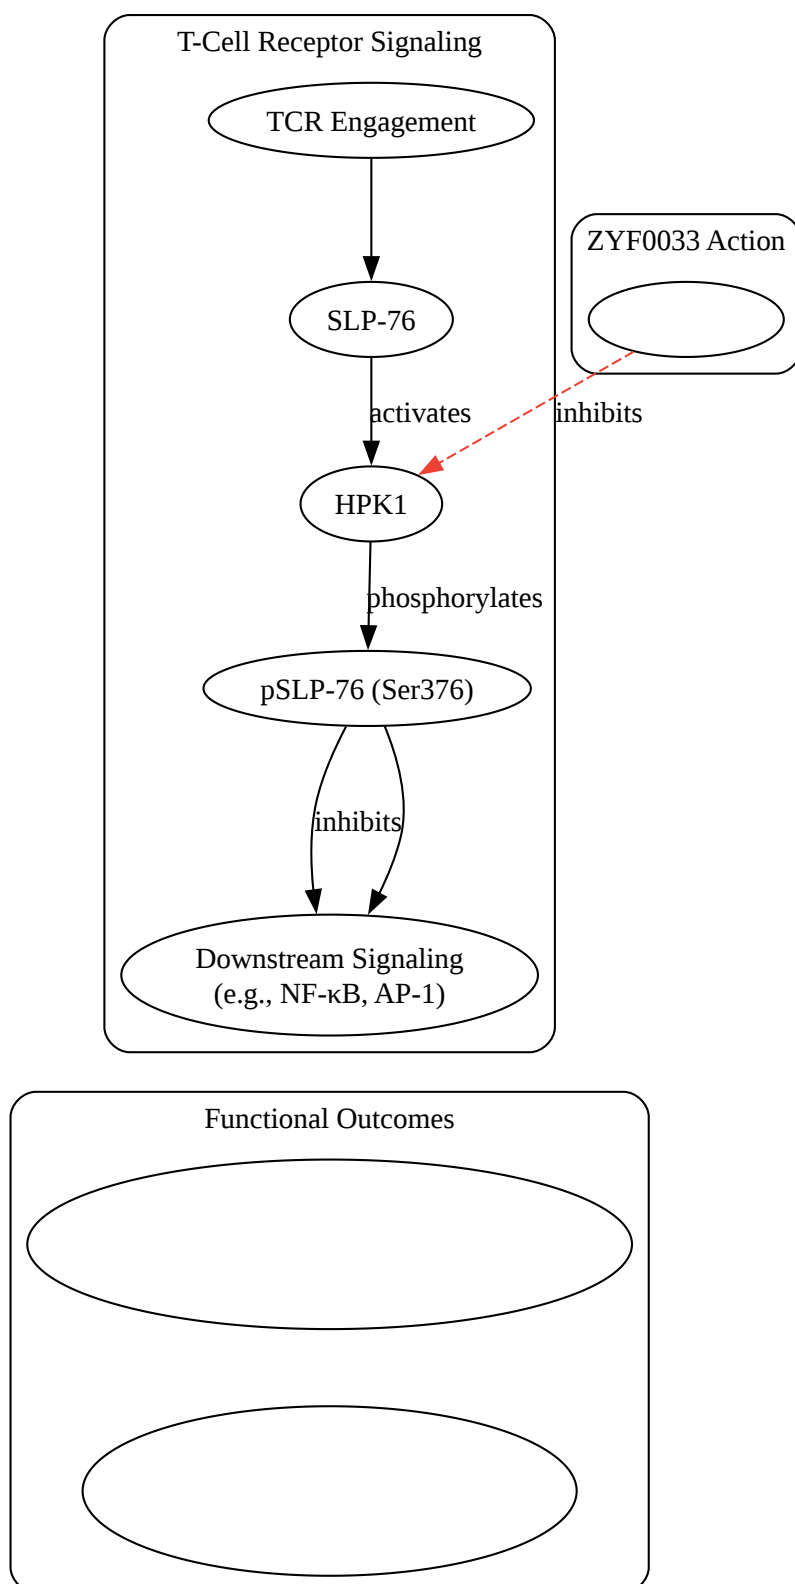 T-Cell Receptor Signaling
TCR Engagement
ZYF0033 Action
SLP-76
activates
inhibits
HPK1
phosphorylates
pSLP-76 (Ser376)
inhibits
Downstream Signaling
(e.g., NF-κB, AP-1)
Functional Outcomes